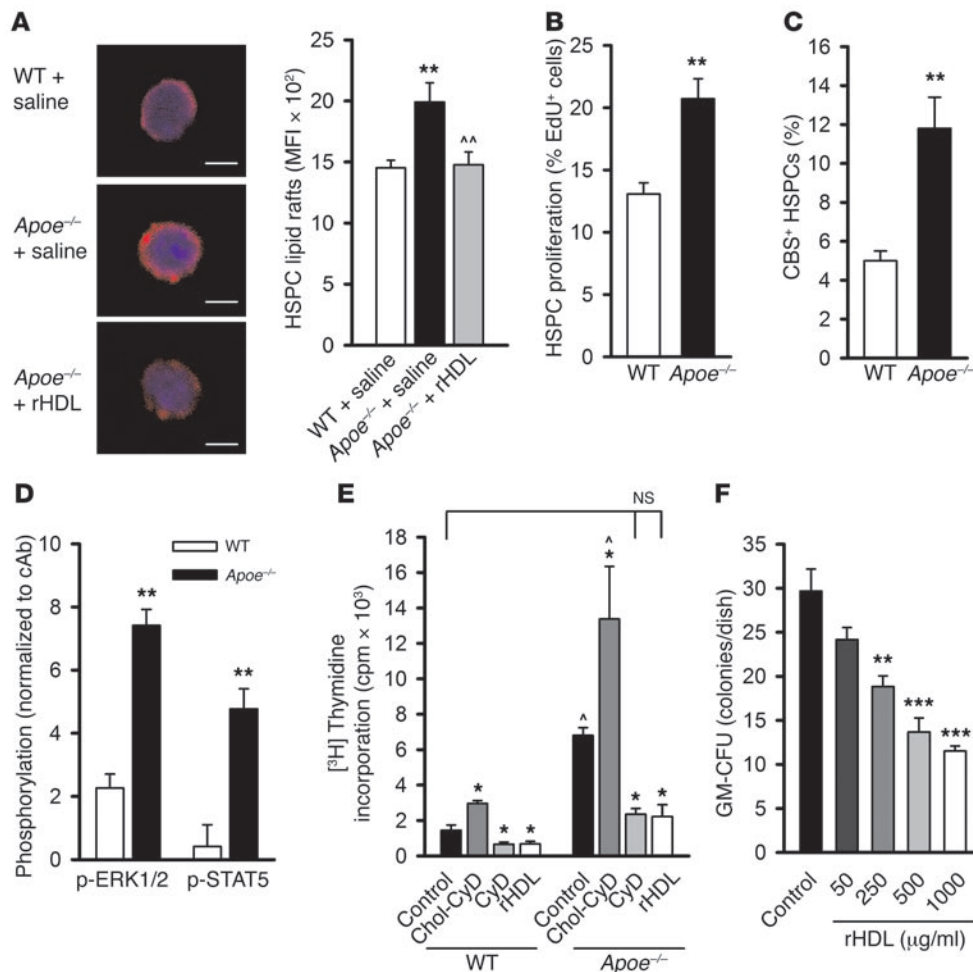 A
WT +
saline
Apoe–/–
+ saline
Apoe–/–
+ rHDL
HSPC lipid rafts (MFI × 10²)
25
20
15
10
5
0
**
^^
WT + saline
Apoe–/– + saline
Apoe–/– + rHDL
B
HSPC proliferation (% EdU⁺ cells)
25
20
15
10
5
0
**
WT Apoe–/–
C
CBS⁺ HSPCs (%)
16
14
12
10
8
6
4
2
0
**
WT Apoe–/–
D
Phosphorylation (normalized to cAb)
10
8
6
4
2
0
WT
Apoe–/–
**
**
p-ERK1/2 p-STAT5
E
[³H] Thymidine
incorporation (cpm × 10³)
18
16
14
12
10
8
6
4
2
0
NS
*
*
*
^
^
*
*
*
Control
Chol-CyD
CyD
rHDL
WT
Control
Chol-CyD
CyD
rHDL
Apoe–/–
F
GM-CFU (colonies/dish)
35
30
25
20
15
10
5
0
**
***
***
Control
50
250
500
1000
rHDL (μg/ml)